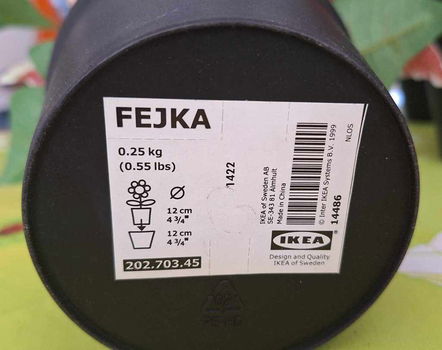 FEJKA
0.25 kg
(0.55 lbs)
12 cm
4 ¾"
12 cm
4 ¾"
202.703.45
1422
IKEA of Sweden AB
SE-343 81 Älmhult
Made in China
© Inter IKEA Systems B.V. 1999
14486
NLOS
IKEA
Design and Quality
IKEA of Sweden